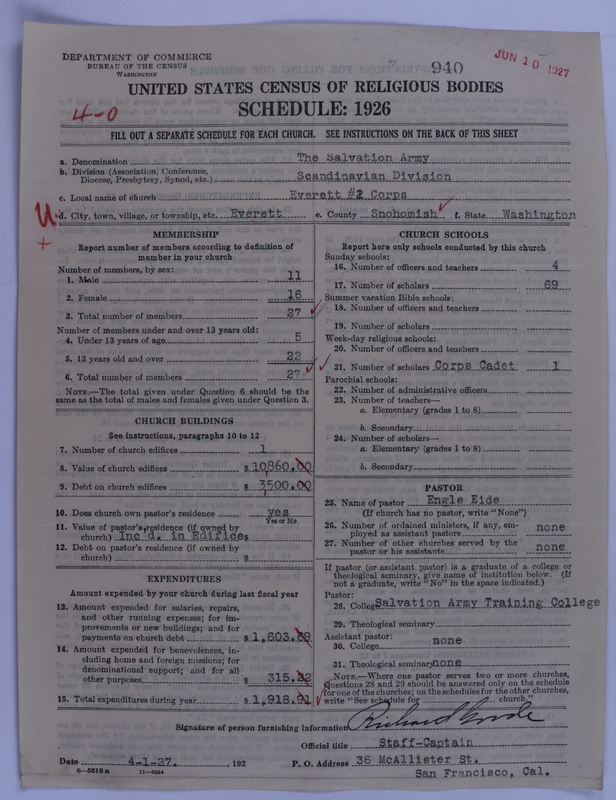 DEPARTMENT OF COMMERCE
BUREAU OF THE CENSUS
WASHINGTON
940
JUN 10 1927
UNITED STATES CENSUS OF RELIGIOUS BODIES
4-0
SCHEDULE: 1926
FILL OUT A SEPARATE SCHEDULE FOR EACH CHURCH. SEE INSTRUCTIONS ON THE BACK OF THIS SHEET
a. Denomination The Salvation Army
b. Division (Association, Conference, Diocese, Presbytery, Synod, etc.) Scandinavian Division
c. Local name of church Everett #2 Corps
d. City, town, village, or township, etc. Everett e. County Snohomish f. State Washington
MEMBERSHIP
Report number of members according to definition of
member in your church
Number of members, by sex:
1. Male 11
2. Female 16
3. Total number of members 27
Number of members under and over 13 years old:
4. Under 13 years of age 5
5. 13 years old and over 22
6. Total number of members 27
NOTE.—The total given under Question 6 should be the
same as the total of males and females given under Question 3.
CHURCH BUILDINGS
See instructions, paragraphs 10 to 12
7. Number of church edifices 1
8. Value of church edifices $10,860.00
9. Debt on church edifices $ 3,500.00
10. Does church own pastor's residence yes
Yes or No
11. Value of pastor's residence (if owned by
church) Inc'd. in Edifices
12. Debt on pastor's residence (if owned by
church) $
EXPENDITURES
Amount expended by your church during last fiscal year
13. Amount expended for salaries, repairs,
and other running expenses; for im-
provements or new buildings; and for
payments on church debt $ 1,603.69
14. Amount expended for benevolences, in-
cluding home and foreign missions; for
denominational support; and for all
other purposes $ 315.22
15. Total expenditures during year $ 1,918.91
CHURCH SCHOOLS
Report here only schools conducted by this church
Sunday schools:
16. Number of officers and teachers 4
17. Number of scholars 69
Summer vacation Bible schools:
18. Number of officers and teachers
19. Number of scholars
Week-day religious schools:
20. Number of officers and teachers
21. Number of scholars Corps Cadet 1
Parochial schools:
22. Number of administrative officers
23. Number of teachers—
a. Elementary (grades 1 to 8)
b. Secondary
24. Number of scholars—
a. Elementary (grades 1 to 8)
b. Secondary
PASTOR
25. Name of pastor Engle Eide
(If church has no pastor, write "None")
26. Number of ordained ministers, if any, em-
ployed as assistant pastors none
27. Number of other churches served by the
pastor or his assistants none
If pastor (or assistant pastor) is a graduate of a college or
theological seminary, give name of institution below. (If
not a graduate, write "No" in the space indicated.)
Pastor:
28. College Salvation Army Training College
29. Theological seminary
Assistant pastor:
30. College none
31. Theological seminary none
NOTE.—Where one pastor serves two or more churches,
Questions 28 and 29 should be answered only on the schedule
for one of the churches; on the schedules for the other churches,
write "See schedule for church."
Signature of person furnishing information Richard
Official title Staff-Captain
Date 4-1-27. , 192 P. O. Address 36 McAllister St.
8-5318a 11-9064 San Francisco, Cal.